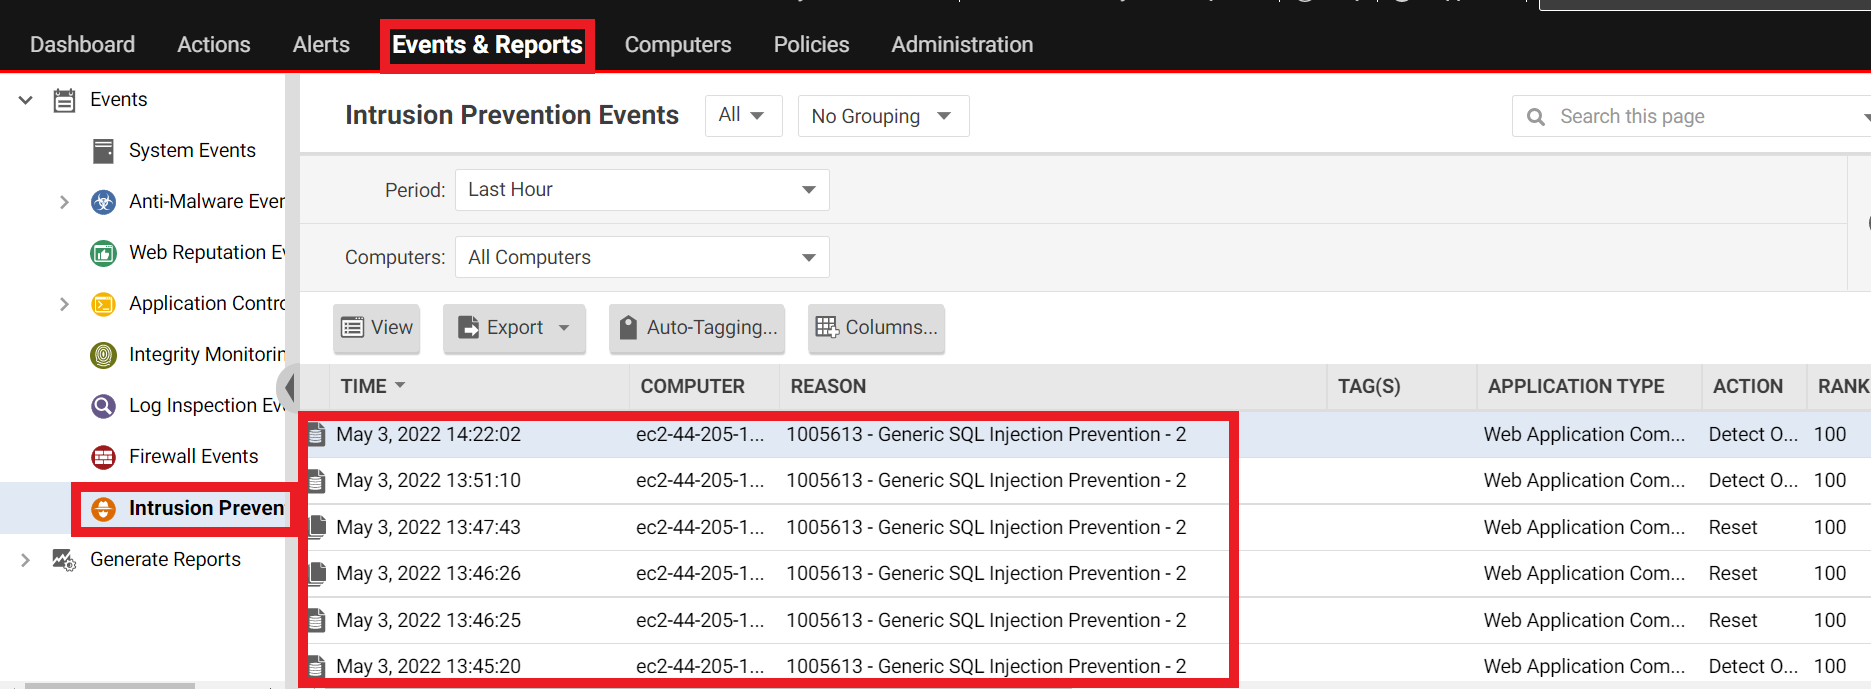 Dashboard Actions Alerts Events & Reports Computers Policies Administration
Events
System Events
Anti-Malware Ever
Web Reputation Ev
Application Contro
Integrity Monitorin
Log Inspection Eve
Firewall Events
Intrusion Preven
Generate Reports
Intrusion Prevention Events All No Grouping Search this page
Period: Last Hour
Computers: All Computers
View Export Auto-Tagging... Columns...
TIME COMPUTER REASON TAG(S) APPLICATION TYPE ACTION RANK
May 3, 2022 14:22:02 ec2-44-205-1... 1005613 - Generic SQL Injection Prevention - 2 Web Application Com... Detect O... 100
May 3, 2022 13:51:10 ec2-44-205-1... 1005613 - Generic SQL Injection Prevention - 2 Web Application Com... Detect O... 100
May 3, 2022 13:47:43 ec2-44-205-1... 1005613 - Generic SQL Injection Prevention - 2 Web Application Com... Reset 100
May 3, 2022 13:46:26 ec2-44-205-1... 1005613 - Generic SQL Injection Prevention - 2 Web Application Com... Reset 100
May 3, 2022 13:46:25 ec2-44-205-1... 1005613 - Generic SQL Injection Prevention - 2 Web Application Com... Reset 100
May 3, 2022 13:45:20 ec2-44-205-1... 1005613 - Generic SQL Injection Prevention - 2 Web Application Com... Detect O... 100